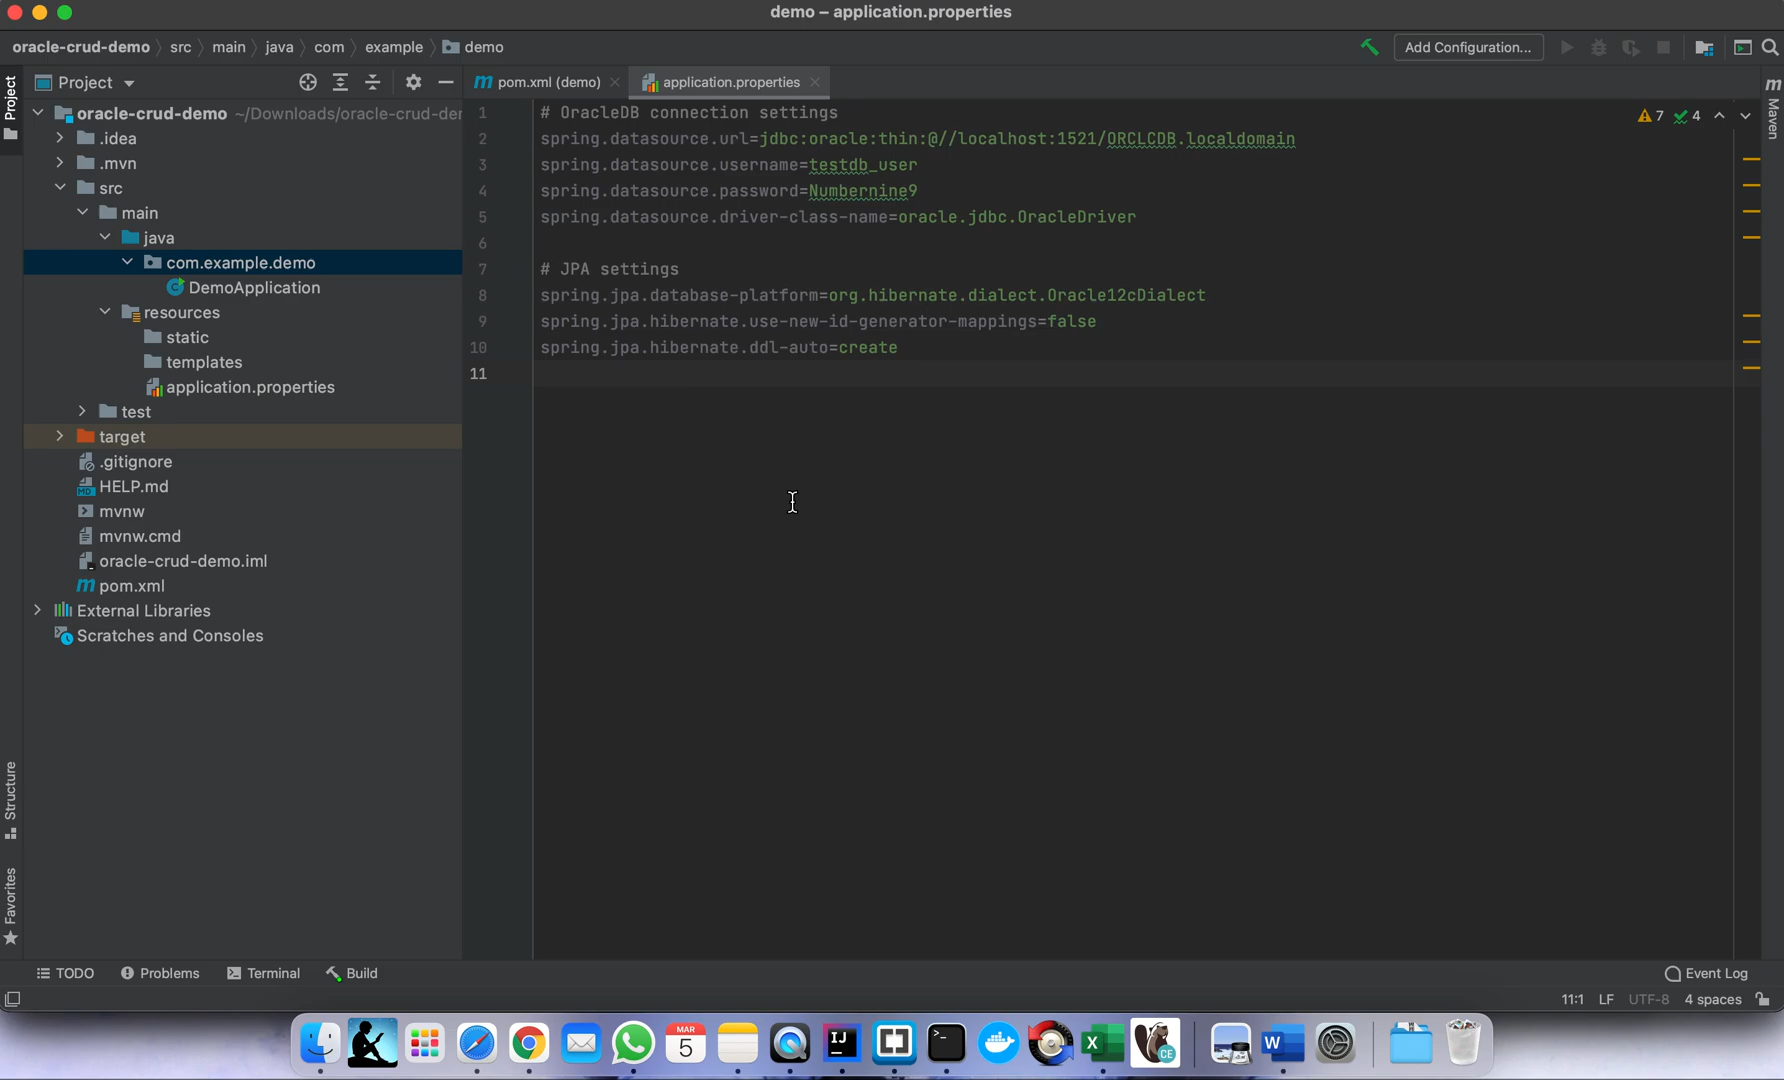 demo – application.properties
oracle-crud-demo
src
main
java
com
example
demo
Add Configuration...
Project
Project
pom.xml (demo)
application.properties
oracle-crud-demo ~/Downloads/oracle-crud-der
.idea
.mvn
src
main
java
com.example.demo
DemoApplication
resources
static
templates
application.properties
test
target
.gitignore
HELP.md
mvnw
mvnw.cmd
oracle-crud-demo.iml
pom.xml
External Libraries
Scratches and Consoles
1 # OracleDB connection settings
2 spring.datasource.url=jdbc:oracle:thin:@//localhost:1521/ORCLCDB.localdomain
3 spring.datasource.username=testdb_user
4 spring.datasource.password=Numbernine9
5 spring.datasource.driver-class-name=oracle.jdbc.OracleDriver
6
7 # JPA settings
8 spring.jpa.database-platform=org.hibernate.dialect.Oracle12cDialect
9 spring.jpa.hibernate.use-new-id-generator-mappings=false
10 spring.jpa.hibernate.ddl-auto=create
11
7 4
m Maven
Structure
Favorites
TODO
Problems
Terminal
Build
Event Log
11:1 LF UTF-8 4 spaces
MAR
5
IJ
W
X
CE